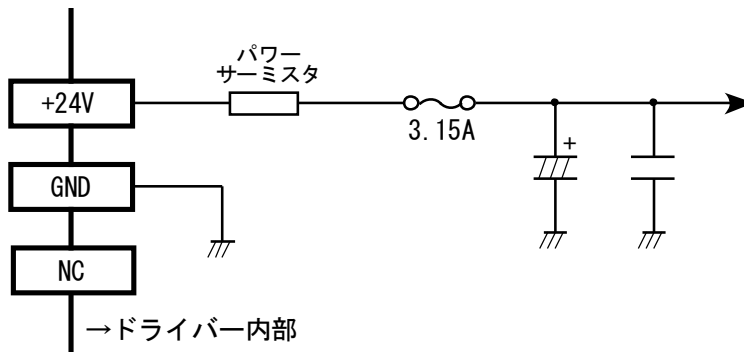 パワー
サーミスタ
+24V
3.15A
+
GND
NC
→ドライバー内部